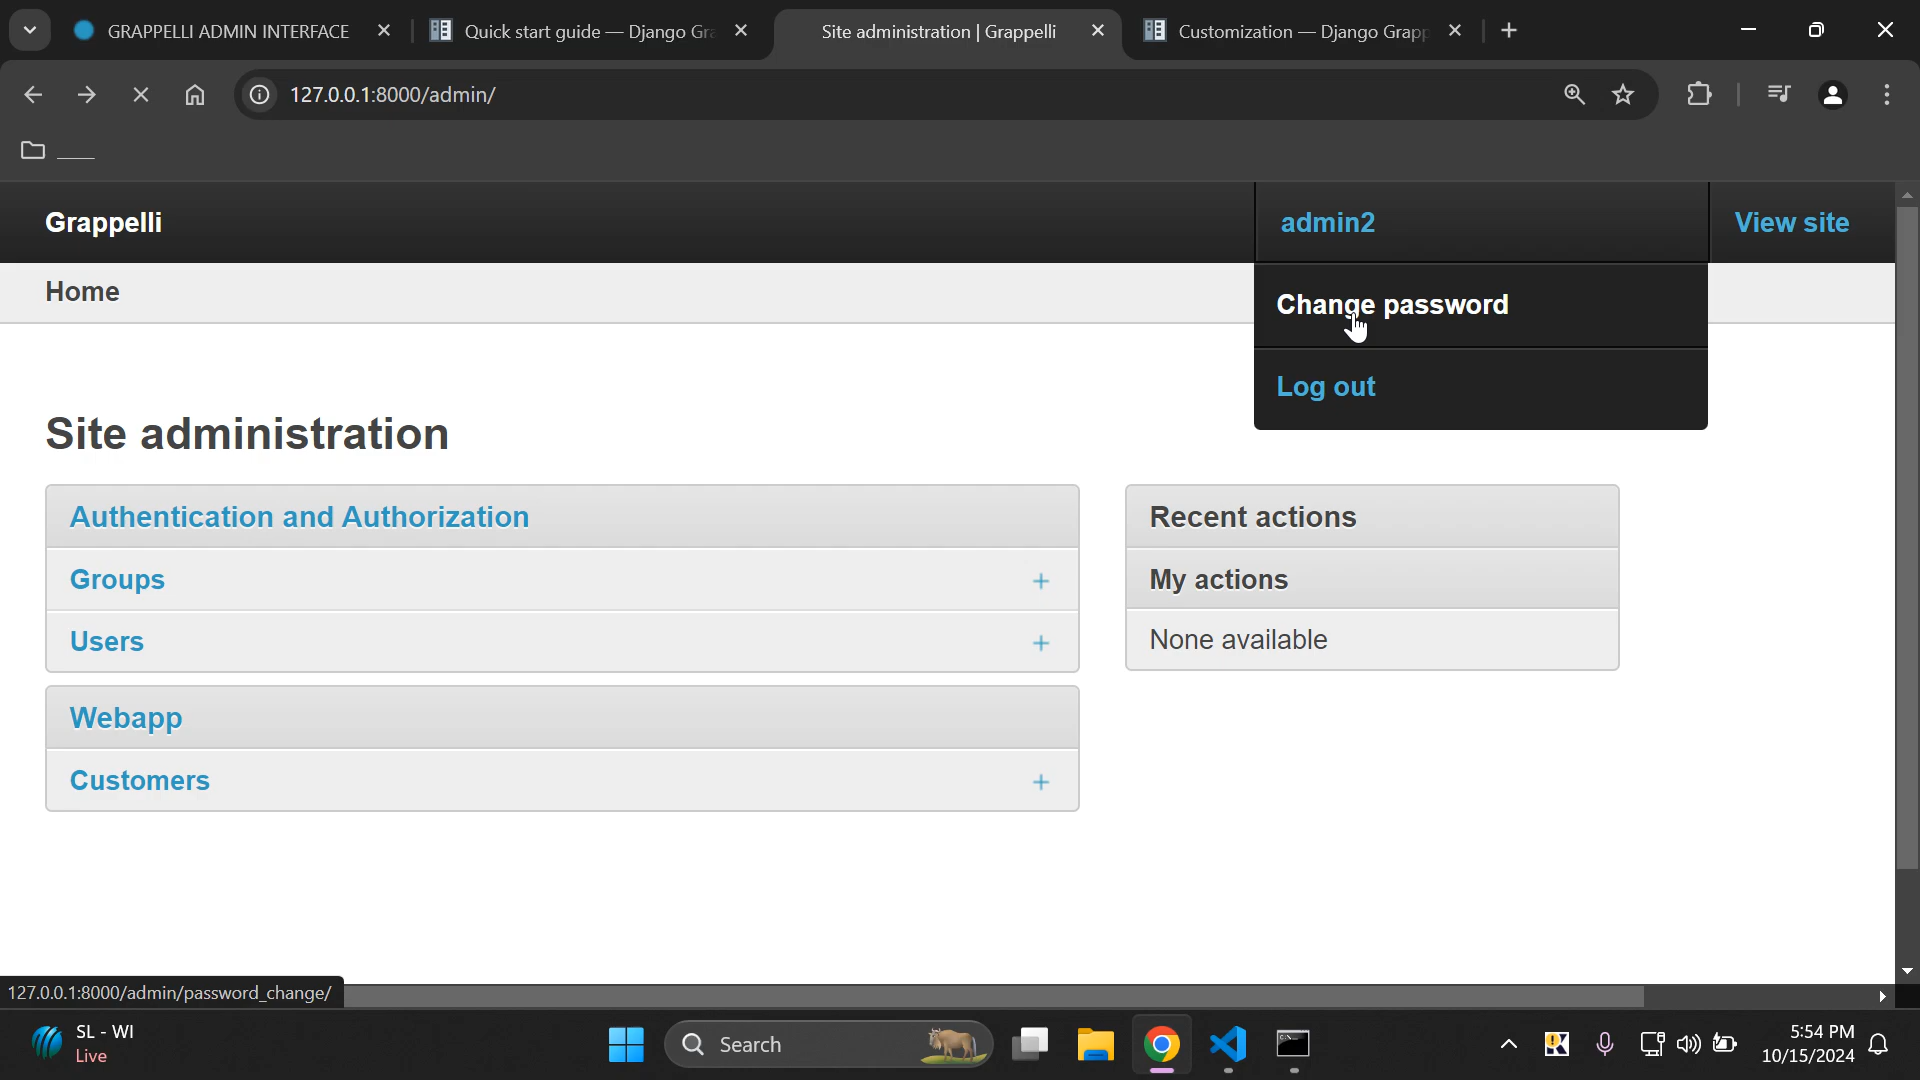 GRAPPELLI ADMIN INTERFACE
Quick start guide — Django Gra
Site administration | Grappelli
Customization — Django Grapp
127.0.0.1:8000/admin/
Grappelli
admin2
View site
Home
Change password
Log out
Site administration
Authentication and Authorization
Groups
Users
Webapp
Customers
Recent actions
My actions
None available
127.0.0.1:8000/admin/password_change/
SL - WI
Live
Search
5:54 PM
10/15/2024